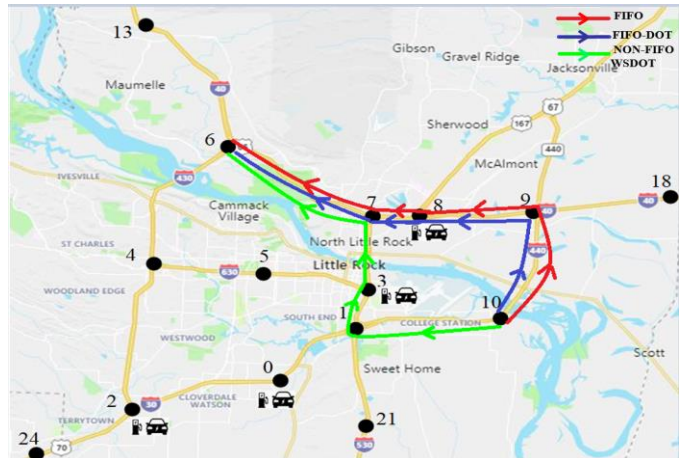 FIFO
FIFO-DOT
NON-FIFO
WSDOT
13
Gibson
Gravel Ridge
Jacksonville
Maumelle
40
67
Sherwood
167
440
6
McAlmont
430
IVESVILLE
18
7
8
9
40
40
Cammack
Village
North Little Rock
440
ST CHARLES
4
630
5
Little Rock
3
WOODLAND EDGE
10
1
SOUTH END
COLLEGE STATION
WESTWOOD
Scott
0
Sweet Home
CLOVERDALE
WATSON
2
30
TERRYTOWN
21
24
70
530